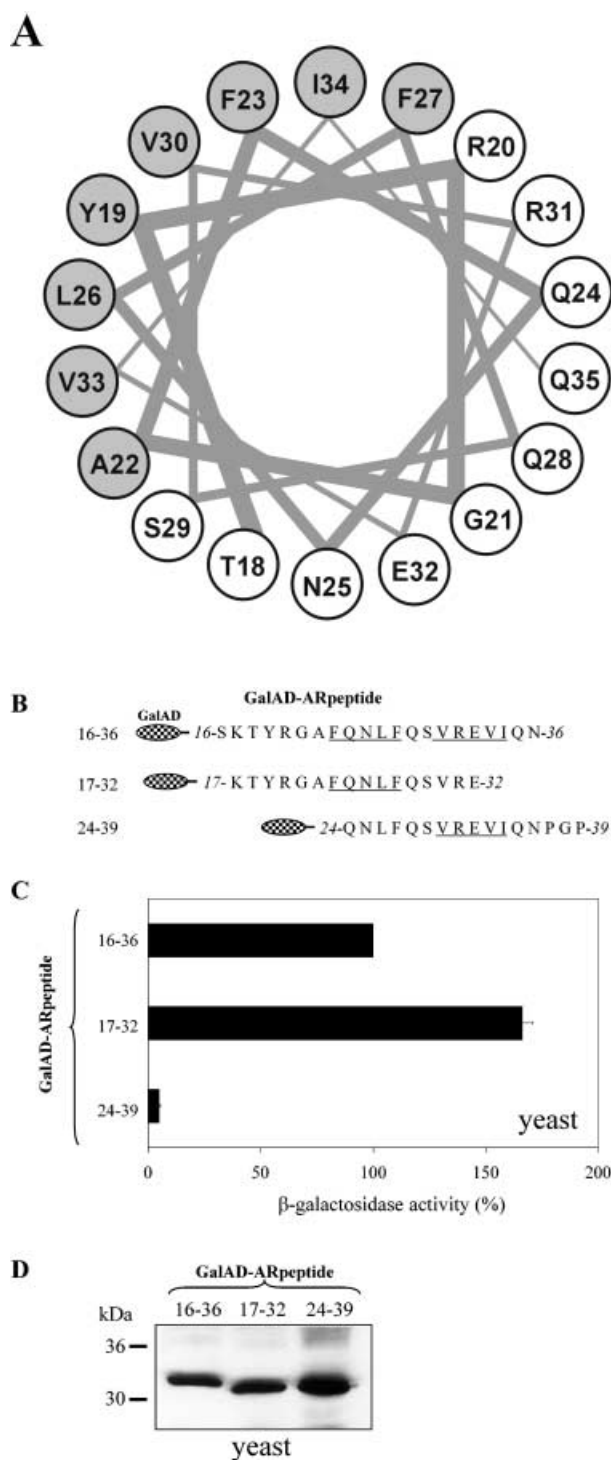 A
F23
I34
F27
V30
R20
Y19
R31
L26
Q24
V33
Q35
A22
Q28
S29
G21
T18
N25
E32
B
GalAD-ARpeptide
GalAD
16-36 16-SKTYRGAFQNLFQSVREVIQN-36
17-32 17-KTYRGAFQNLFQSVRE-32
24-39 24-QNLFQSVREVIQNPGP-39
C
GalAD-ARpeptide
16-36
17-32
24-39
yeast
0 50 100 150 200
β-galactosidase activity (%)
D
GalAD-ARpeptide
kDa 16-36 17-32 24-39
36
30
yeast